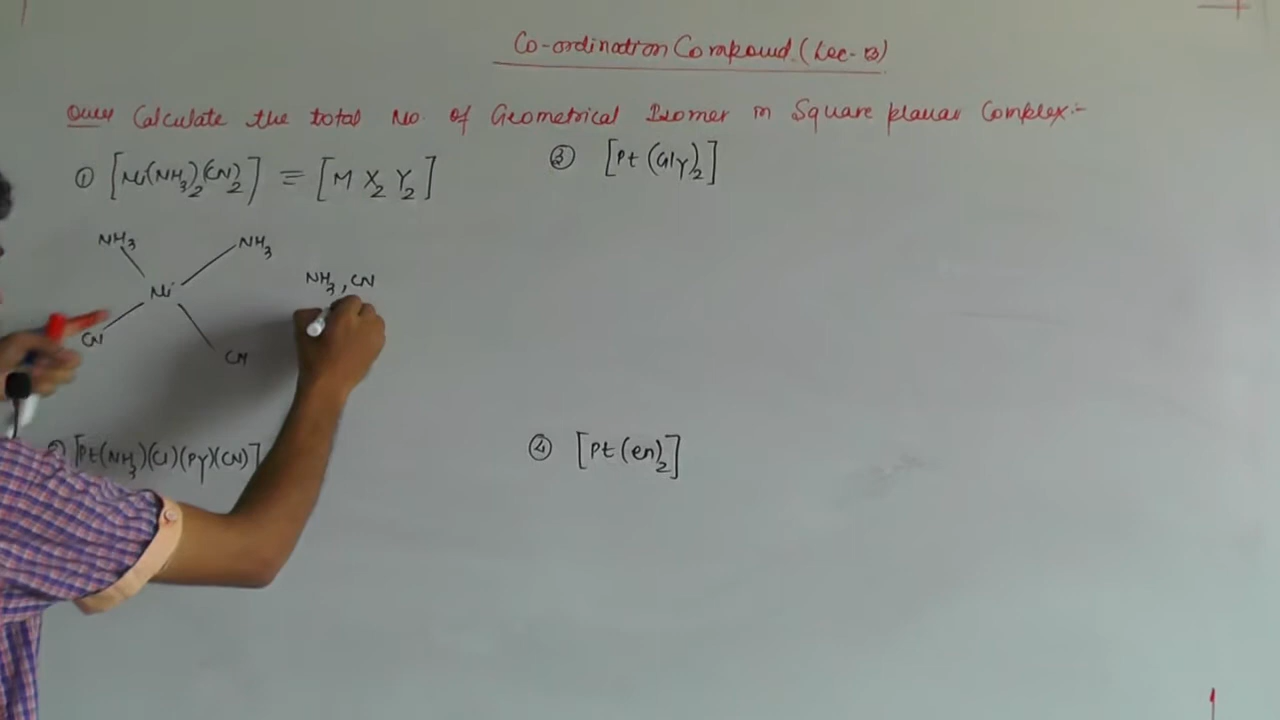 Co-ordination Compound. (Lec-13)
Ques Calculate the total No. of Geometrical Isomer in Square planar Complex:-
① [Ni(NH₃)₂(CN)₂] ≡ [M X₂ Y₂]
③ [Pt (Gly)₂]
NH₃ NH₃
Ni
NH₃, CN
CN CN
[Pt(NH₃)(Cl)(Py)(CN)]
④ [Pt (en)₂]